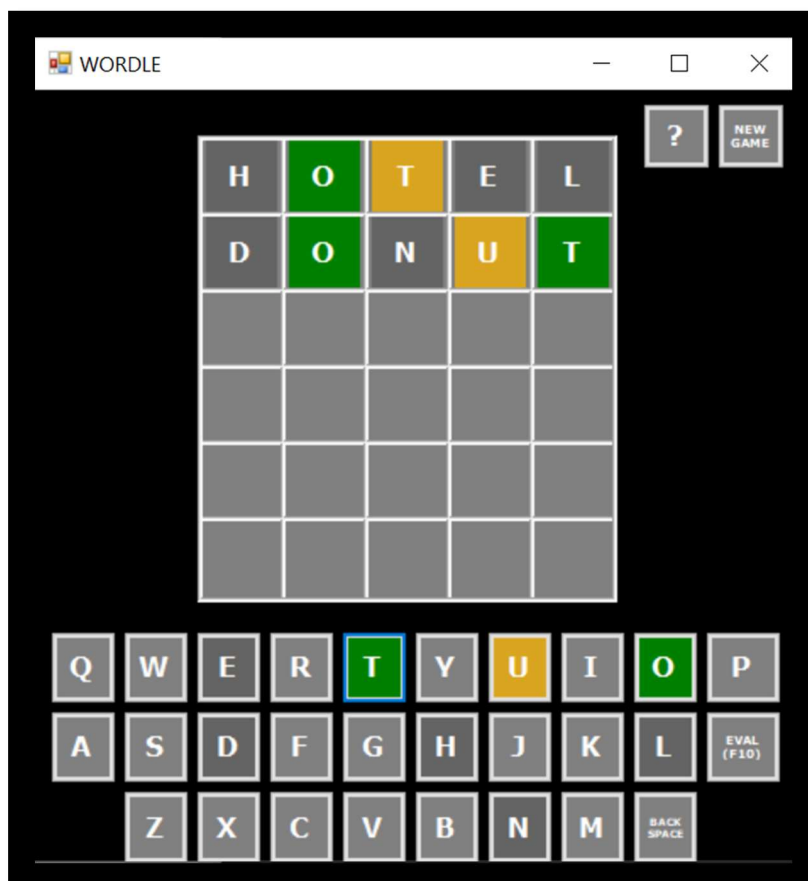 WORDLE
?
NEW
GAME
H O T E L
D O N U T
Q W E R T Y U I O P
A S D F G H J K L EVAL
(F10)
Z X C V B N M BACK
SPACE